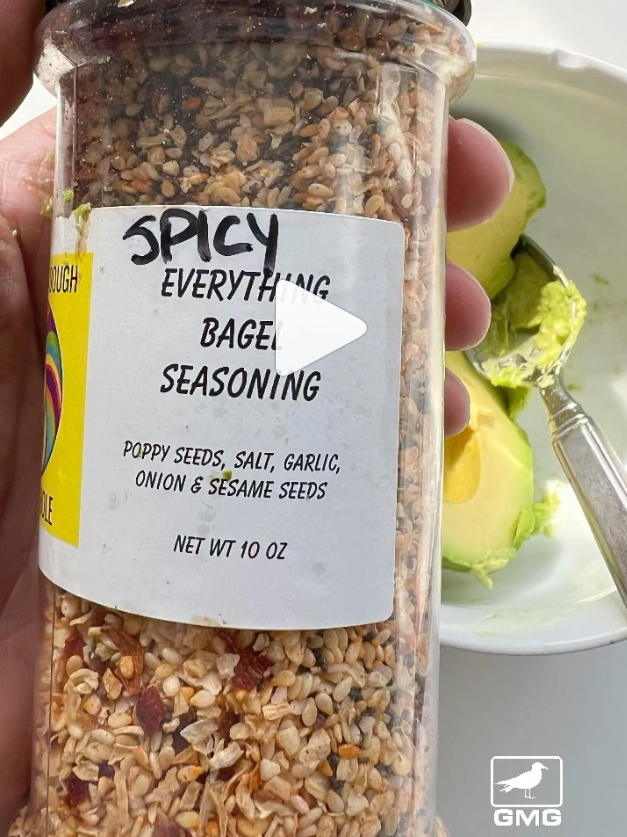 SPICY
EVERYTHING
BAGEL
SEASONING
POPPY SEEDS, SALT, GARLIC,
ONION & SESAME SEEDS
NET WT 10 OZ
GMG